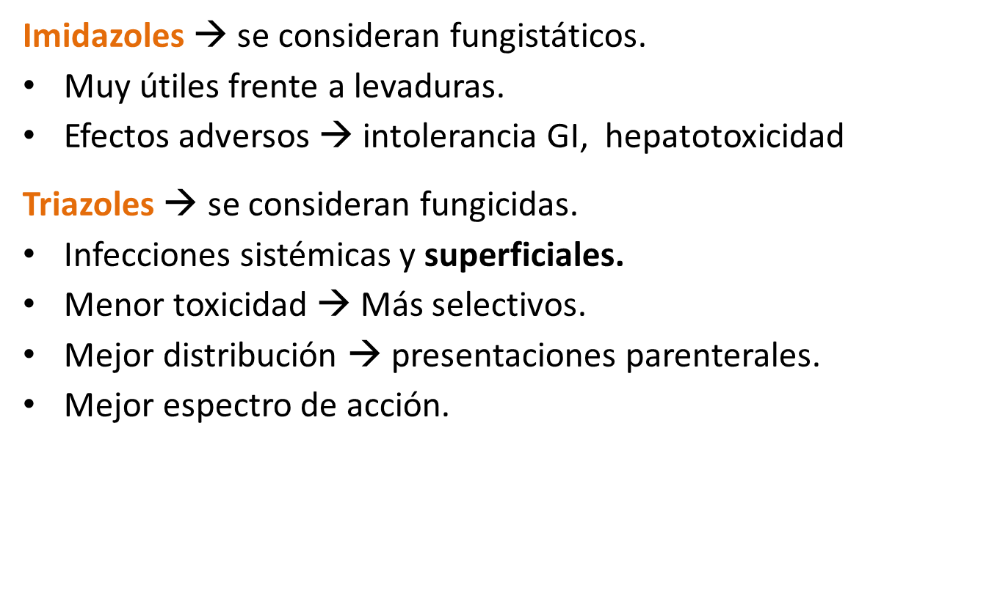 Imidazoles → se consideran fungistáticos.
• Muy útiles frente a levaduras.
• Efectos adversos → intolerancia GI, hepatotoxicidad
Triazoles → se consideran fungicidas.
• Infecciones sistémicas y superficiales.
• Menor toxicidad → Más selectivos.
• Mejor distribución → presentaciones parenterales.
• Mejor espectro de acción.